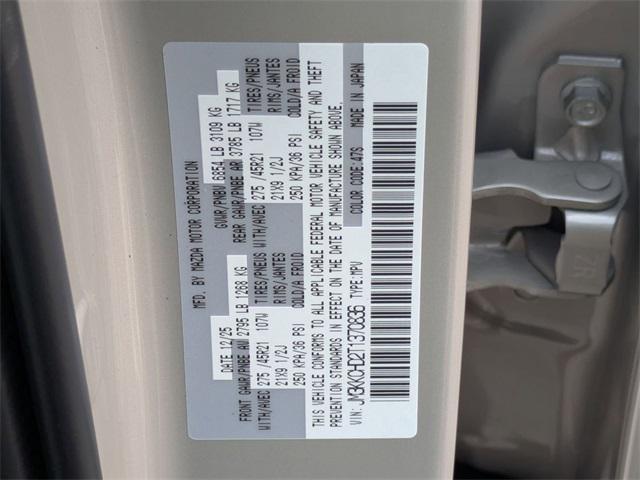 MFD. BY MAZDA MOTOR CORPORATION
DATE 12/25 GVWR/PNBV 6854 LB 3109 KG
FRONT GAWR/PNBE AV 2795 LB 1268 KG REAR GAWR/PNBE AR 3785 LB 1717 KG
WITH/AVEC TIRES/PNEUS WITH/AVEC TIRES/PNEUS
275 /45R21 107W RIMS/JANTES 275 /45R21 107W RIMS/JANTES
21X9 1/2J COLD/A FROID 21X9 1/2J COLD/A FROID
250 KPA/36 PSI 250 KPA/36 PSI
THIS VEHICLE CONFORMS TO ALL APPLICABLE FEDERAL MOTOR VEHICLE SAFETY AND THEFT
PREVENTION STANDARDS IN EFFECT ON THE DATE OF MANUFACTURE SHOWN ABOVE.
VIN: JM3KKCHD2T1370836 TYPE: MPV COLOR CODE: 47S MADE IN JAPAN